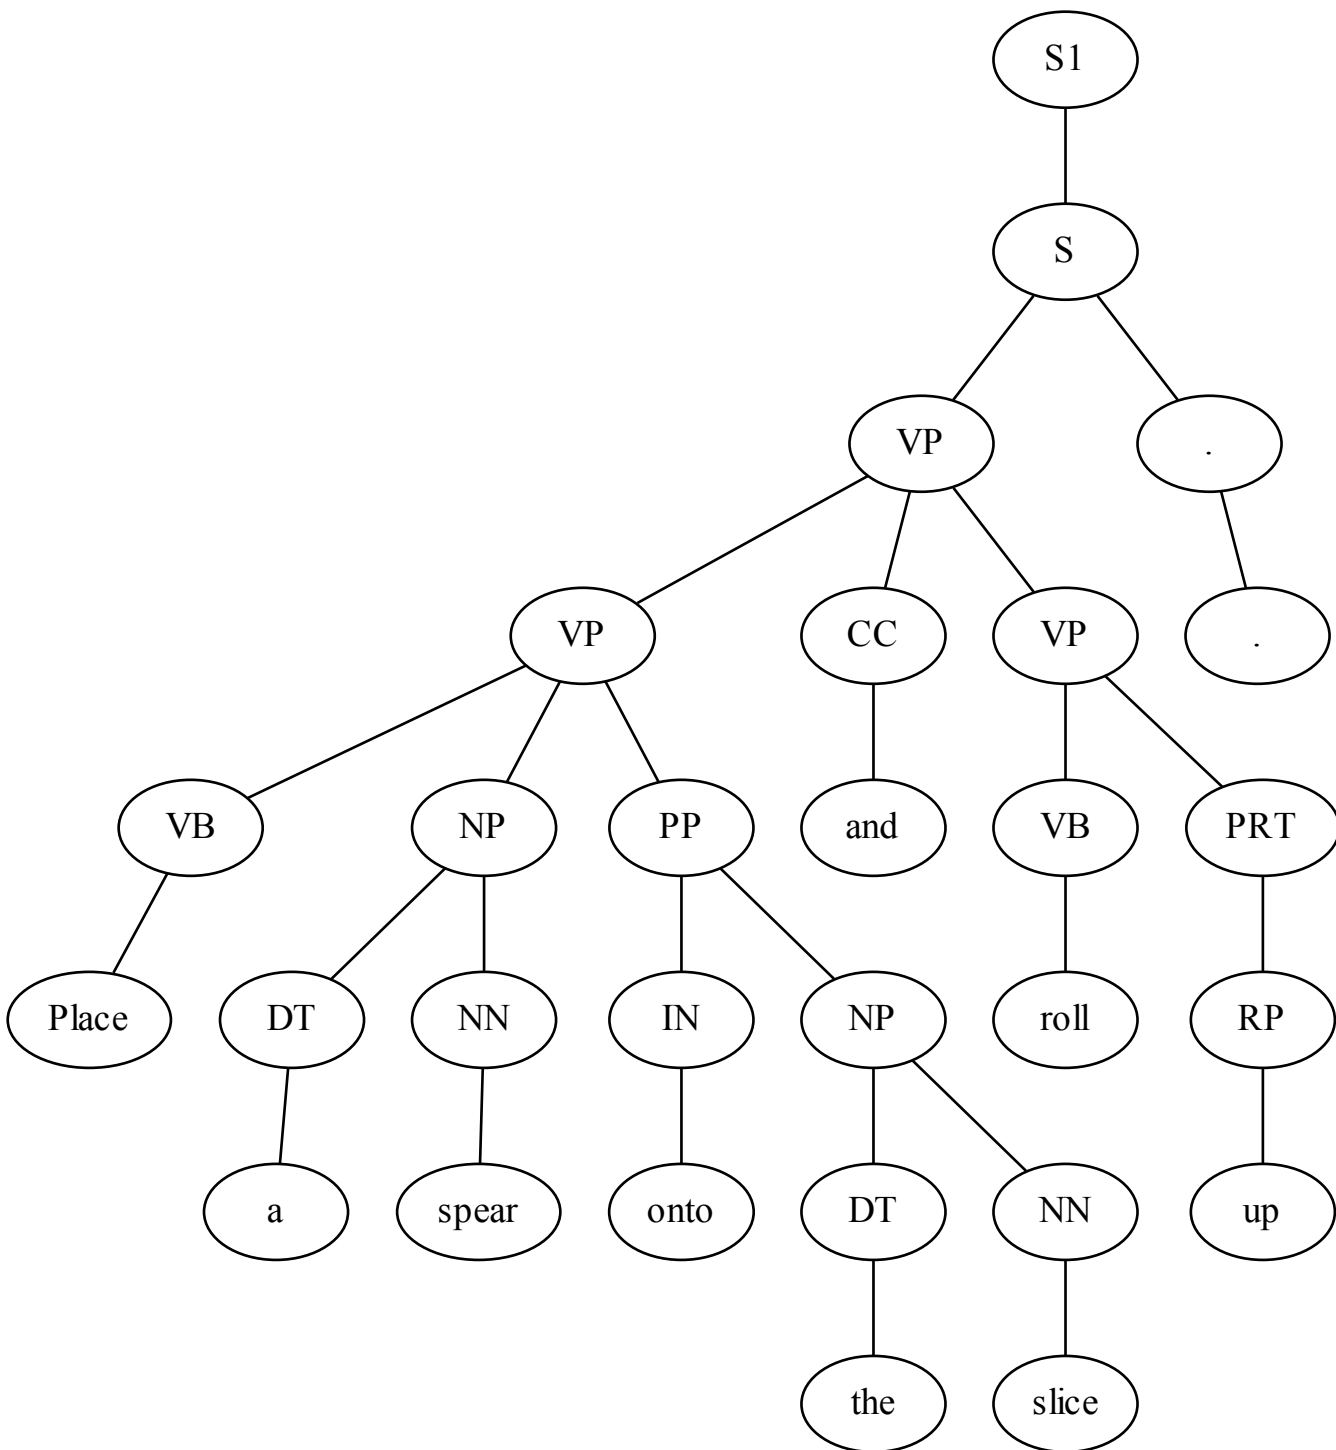 S1
S
VP .
VP CC VP .
VB NP PP and VB PRT
Place DT NN IN NP roll RP
a spear onto DT NN up
the slice